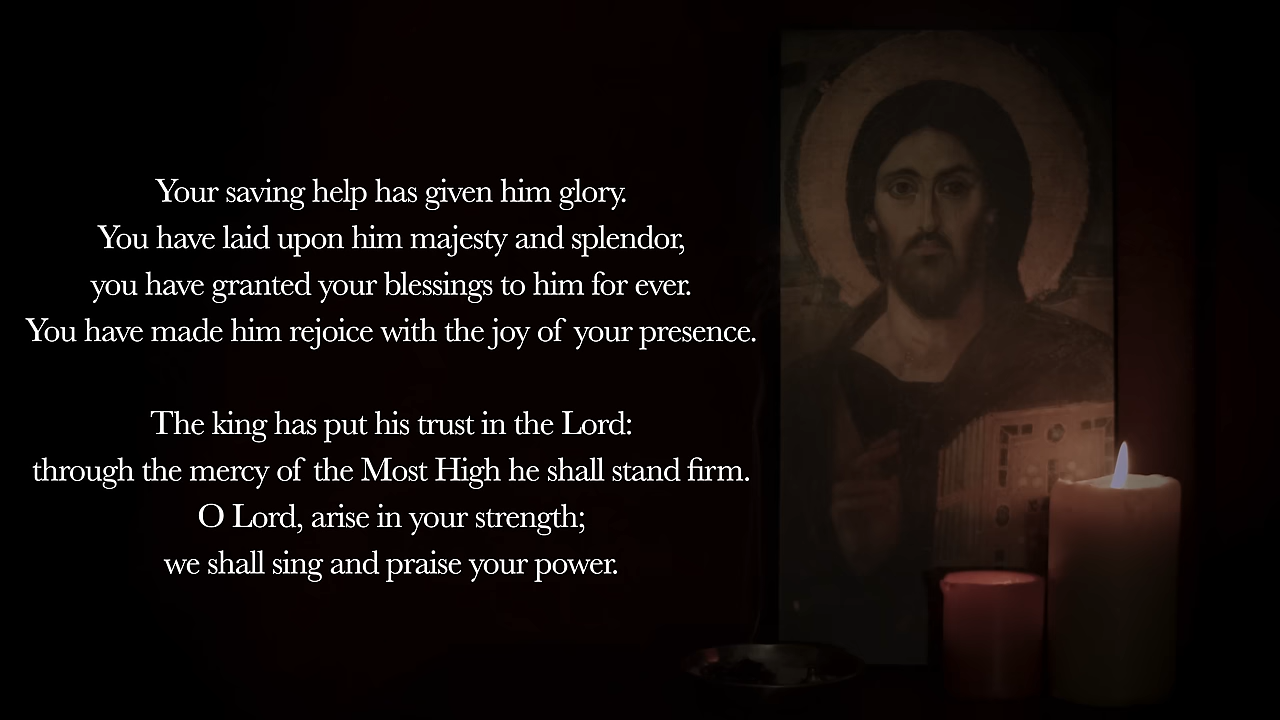 Your saving help has given him glory.
You have laid upon him majesty and splendor,
you have granted your blessings to him for ever.
You have made him rejoice with the joy of your presence.
The king has put his trust in the Lord:
through the mercy of the Most High he shall stand firm.
O Lord, arise in your strength;
we shall sing and praise your power.